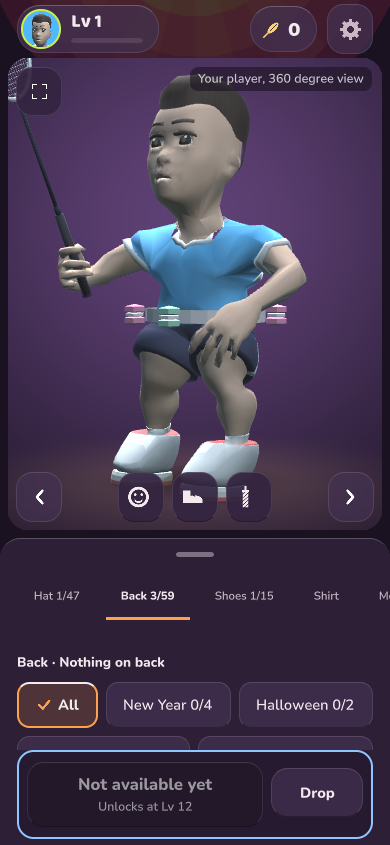 Lv 1
0
Your player, 360 degree view
Hat 1/47
Back 3/59
Shoes 1/15
Shirt
Back · Nothing on back
All
New Year 0/4
Halloween 0/2
Not available yet
Unlocks at Lv 12
Drop